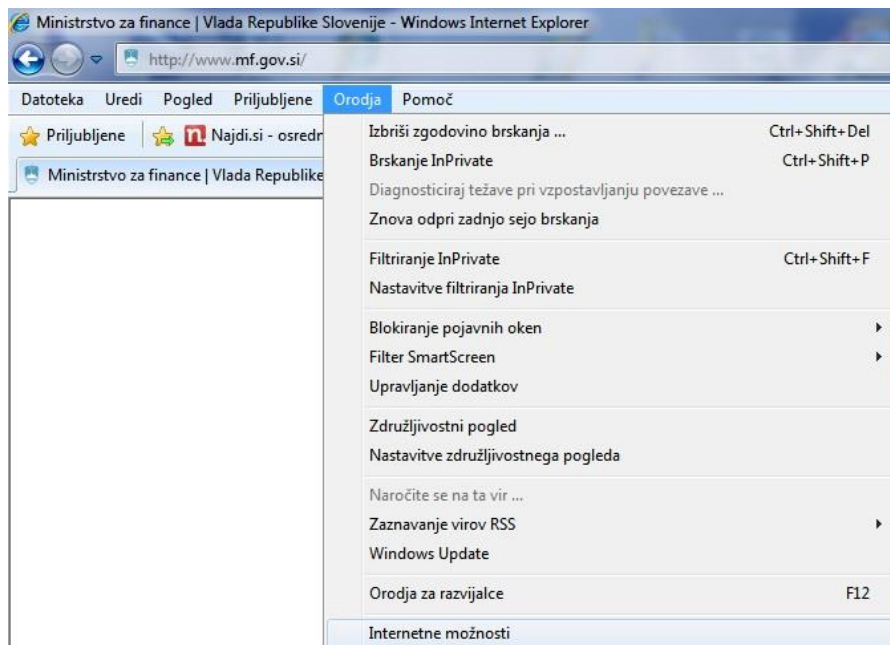 Ministrstvo za finance | Vlada Republike Slovenije - Windows Internet Explorer
http://www.mf.gov.si/
Datoteka Uredi Pogled Priljubljene Orodja Pomoč
Priljubljene Najdi.si - osredn
Ministrstvo za finance | Vlada Republike
Izbriši zgodovino brskanja ... Ctrl+Shift+Del
Brskanje InPrivate Ctrl+Shift+P
Diagnosticiraj težave pri vzpostavljanju povezave ...
Znova odpri zadnjo sejo brskanja
Filtriranje InPrivate Ctrl+Shift+F
Nastavitve filtriranja InPrivate
Blokiranje pojavnih oken
Filter SmartScreen
Upravljanje dodatkov
Združljivostni pogled
Nastavitve združljivostnega pogleda
Naročite se na ta vir ...
Zaznavanje virov RSS
Windows Update
Orodja za razvijalce F12
Internetne možnosti